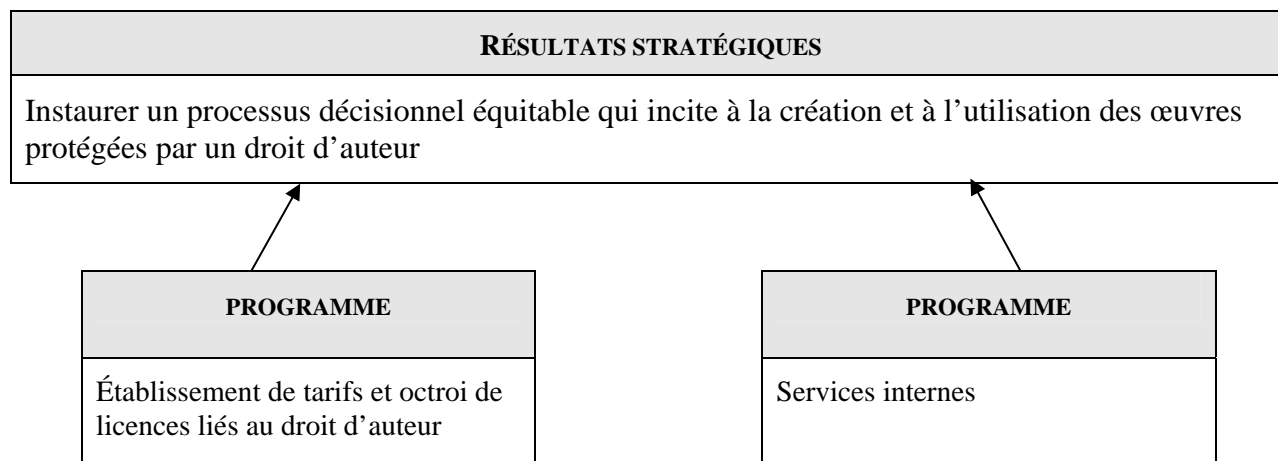 RÉSULTATS STRATÉGIQUES
Instaurer un processus décisionnel équitable qui incite à la création et à l’utilisation des œuvres
protégées par un droit d’auteur
PROGRAMME
Établissement de tarifs et octroi de
licences liés au droit d’auteur
PROGRAMME
Services internes